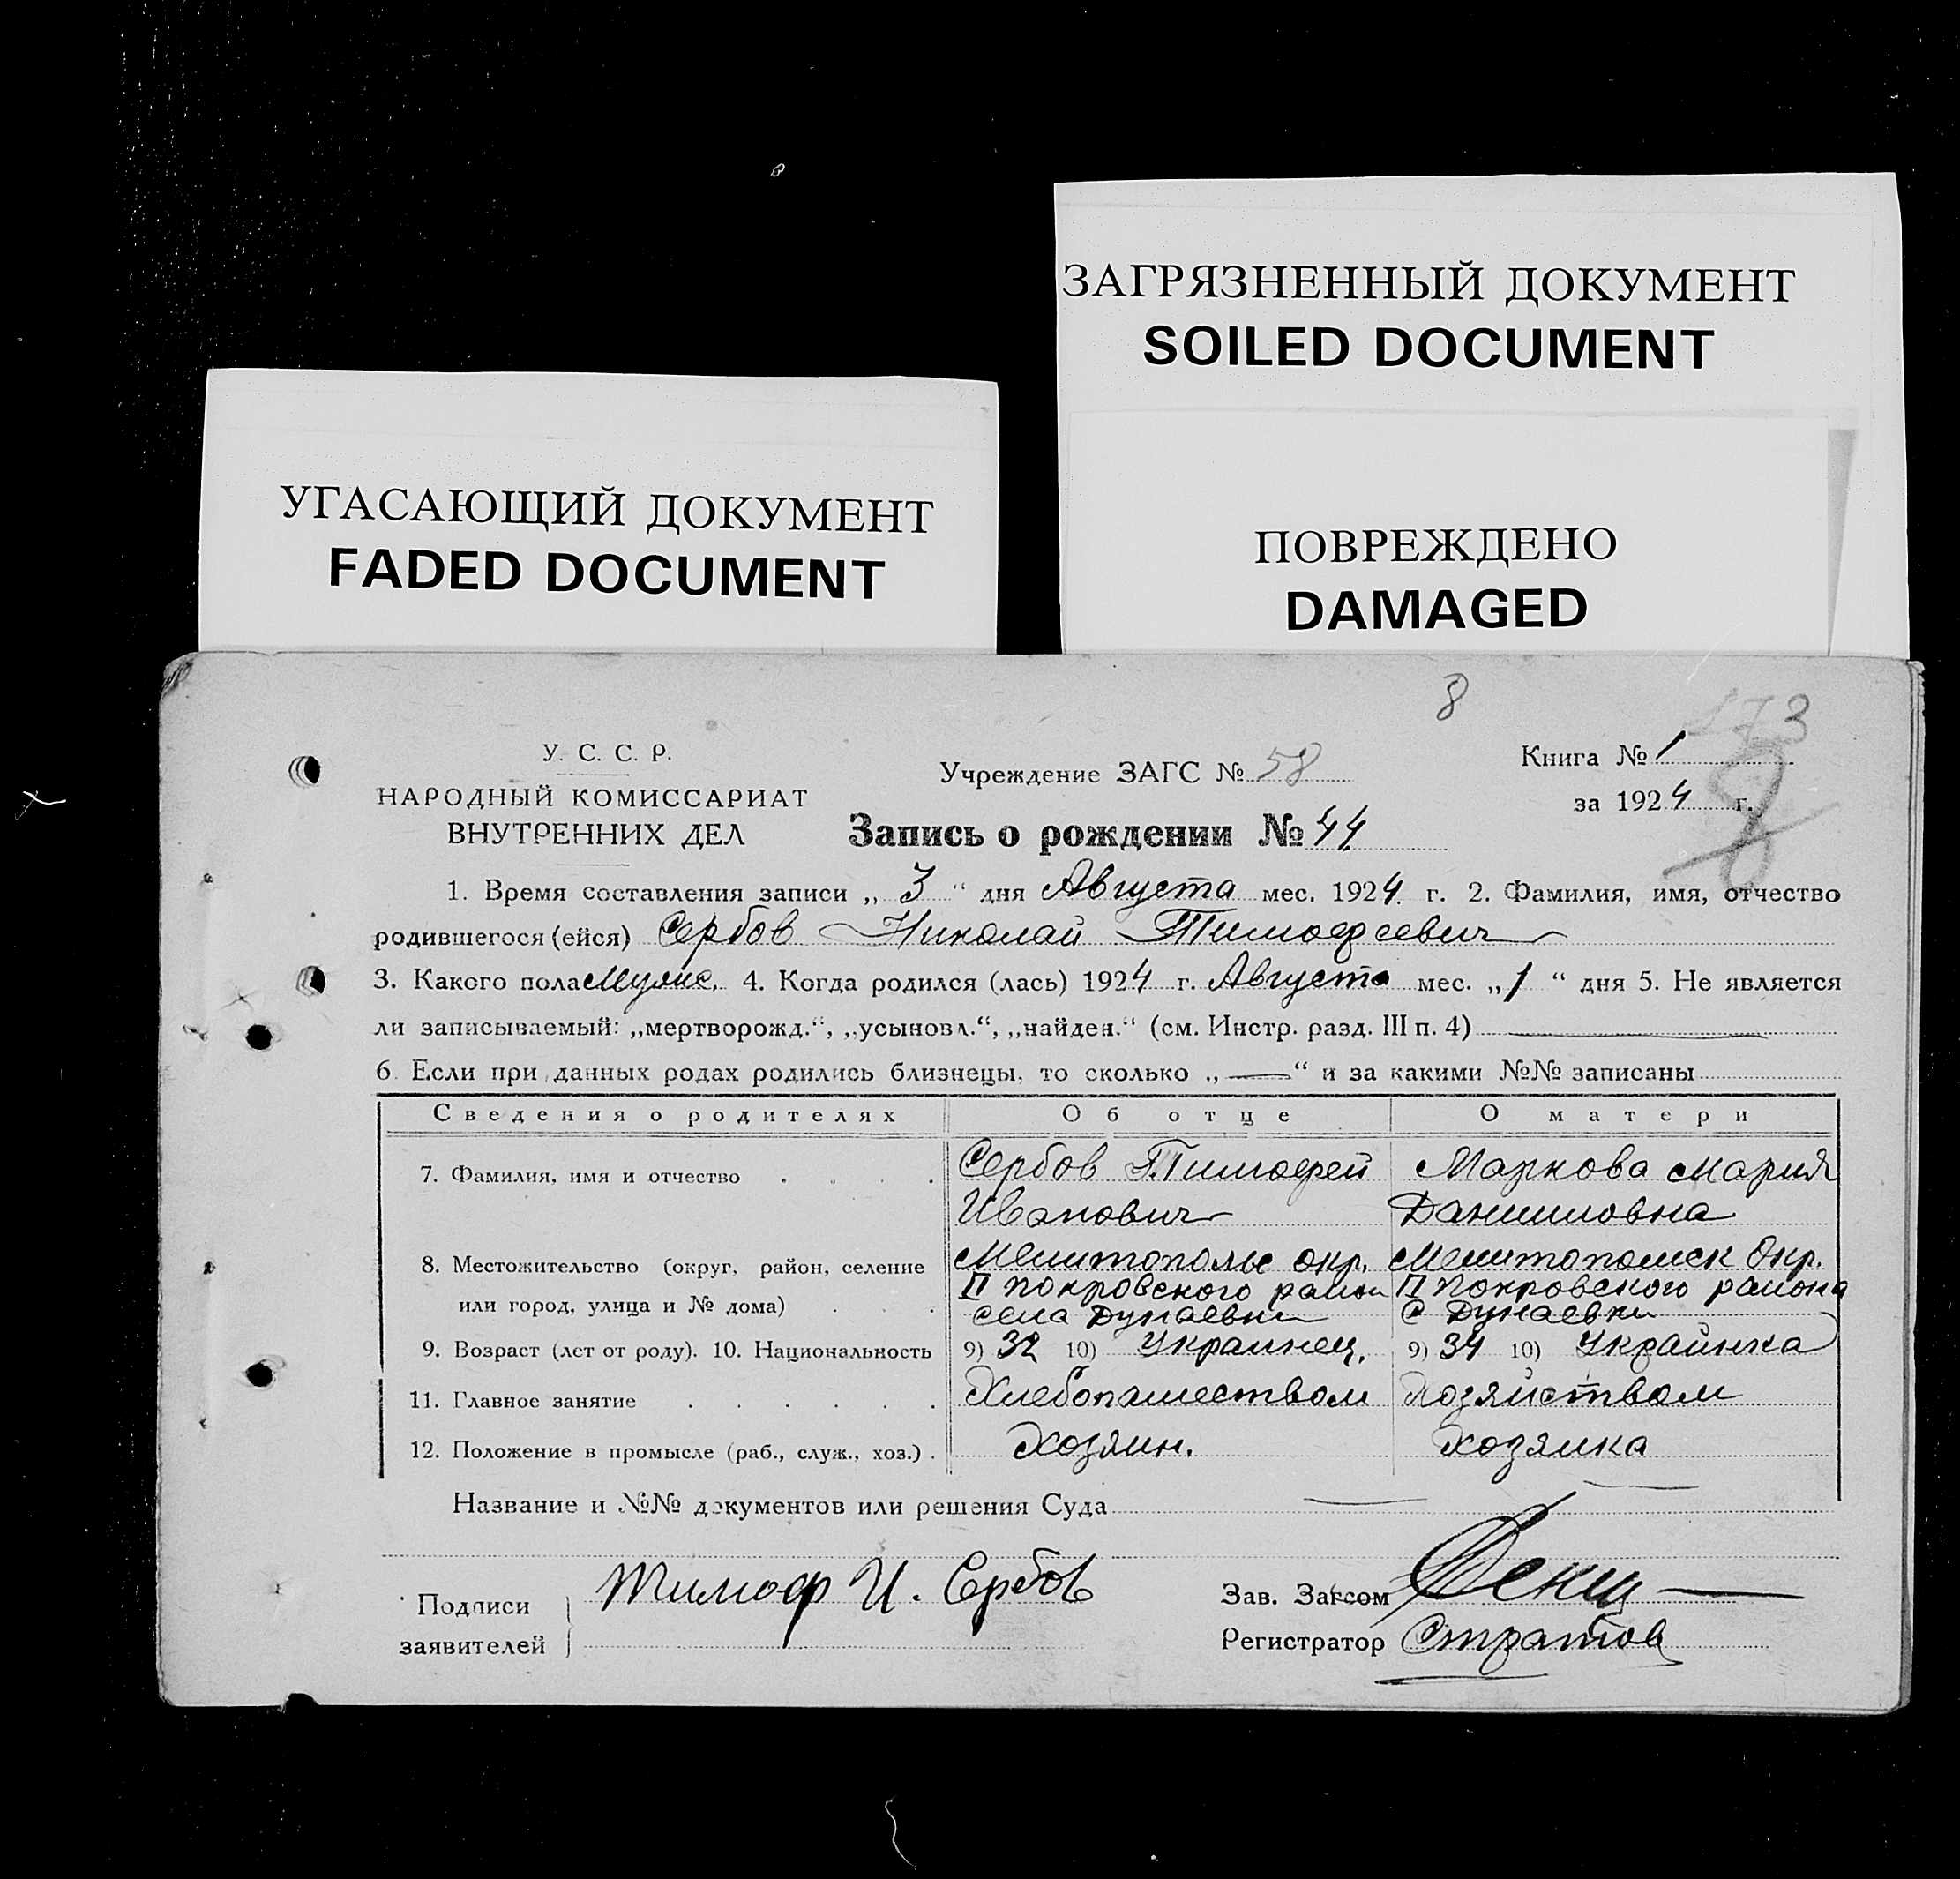 ЗАГРЯЗНЕННЫЙ ДОКУМЕНТ
SOILED DOCUMENT
УГАСАЮЩИЙ ДОКУМЕНТ
FADED DOCUMENT
ПОВРЕЖДЕНО
DAMAGED
8
173
У. С. С. Р.
НАРОДНЫЙ КОМИССАРИАТ
ВНУТРЕННИХ ДЕЛ
Учреждение ЗАГС № 58
Книга № 1
за 1924 г.
Запись о рождении № 44
1. Время составления записи „ 3 “ дня Августа мес. 1924 г. 2. Фамилия, имя, отчество
родившегося (ейся) Сербов Николай Тимофеевич
3. Какого пола Мужс. 4. Когда родился (лась) 1924 г. Августа мес. „ 1 “ дня 5. Не является
ли записываемый: „мертворожд.“, „усыновл.“, „найден.“ (см. Инстр. разд. III п. 4)
6. Если при данных родах родились близнецы, то сколько „ — “ и за какими №№ записаны
Сведения о родителях Об отце О матери
7. Фамилия, имя и отчество . . . . Сербов Тимофей Маркова Мария
Иванович Данииловна
8. Местожительство (округ, район, селение Мелитопольс окр. Мелитополск Окр.
или город, улица и № дома) . . . II Покровского район II Покровского района
села Дунаевки С Дунаевки
9. Возраст (лет от роду). 10. Национальность 9) 32 10) Украинец. 9) 34 10) Украинка
11. Главное занятие . . . . . . Хлебопашеством Хозяйством
12. Положение в промысле (раб., служ., хоз.) . Хозяин. Хозяйка
Название и №№ документов или решения Суда
Подписи
заявителей
Тимоф И. Сербов
Зав. Загсом
Регистратор Стратов